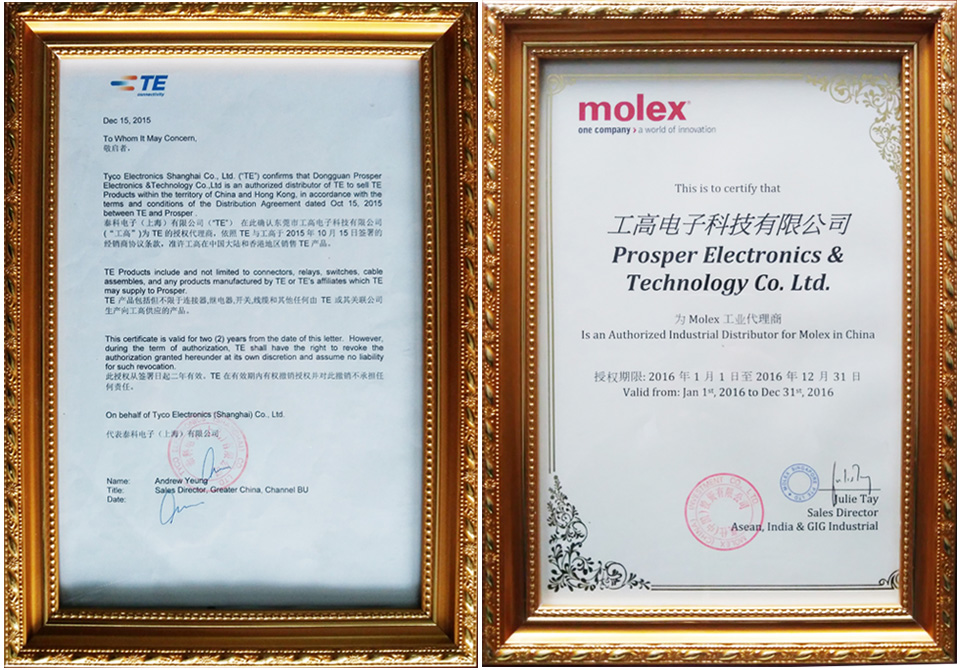 TE
connectivity
Dec 15, 2015
To Whom It May Concern,
敬启者，
Tyco Electronics Shanghai Co., Ltd. ("TE") confirms that Dongguan Prosper
Electronics &Technology Co.,Ltd is an authorized distributor of TE to sell TE
Products within the territory of China and Hong Kong, in accordance with the
terms and conditions of the Distribution Agreement dated Oct 15, 2015
between TE and Prosper .
泰科电子（上海）有限公司（"TE"） 在此确认东莞市工高电子科技有限公司
("工高")为 TE 的授权代理商。依照 TE 与工高于 2015 年 10 月 15 日签署的
经销商协议条款，准许工高在中国大陆和香港地区销售 TE 产品。
TE Products include and not limited to connectors, relays, switches, cable
assembles, and any products manufactured by TE or TE's affiliates which TE
may supply to Prosper.
TE 产品包括但不限于连接器,继电器,开关,线缆和其他任何由 TE 或其关联公司
生产向工高供应的产品。
This certificate is valid for two (2) years from the date of this letter. However,
during the term of authorization, TE shall have the right to revoke the
authorization granted hereunder at its own discretion and assume no liability
for such revocation.
此授权从签署日起二年有效。TE 在有效期内有权撤销授权并对此撤销不承担任
何责任。
On behalf of Tyco Electronics (Shanghai) Co., Ltd.
代表泰科电子（上海）有限公司
Name: Andrew Yeung
Title: Sales Director, Greater China, Channel BU
Date:
molex
one company > a world of innovation
This is to certify that
工高电子科技有限公司
Prosper Electronics &
Technology Co. Ltd.
为 Molex 工业代理商
Is an Authorized Industrial Distributor for Molex in China
授权期限: 2016 年 1 月 1 日至 2016 年 12 月 31 日
Valid from: Jan 1st, 2016 to Dec 31st, 2016
Julie Tay
Sales Director
Asean, India & GIG Industrial